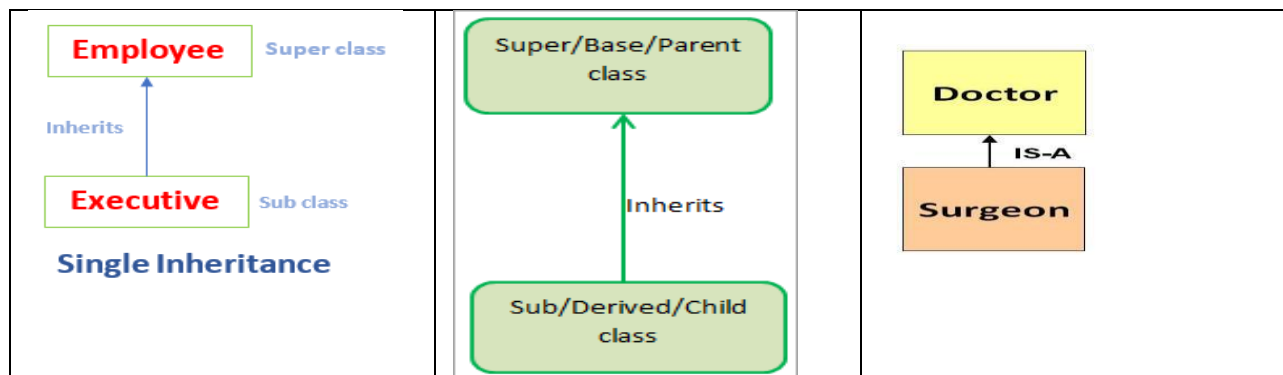 Employee
Super class
Inherits
Executive
Sub class
Single Inheritance
Super/Base/Parent
class
Inherits
Sub/Derived/Child
class
Doctor
IS-A
Surgeon